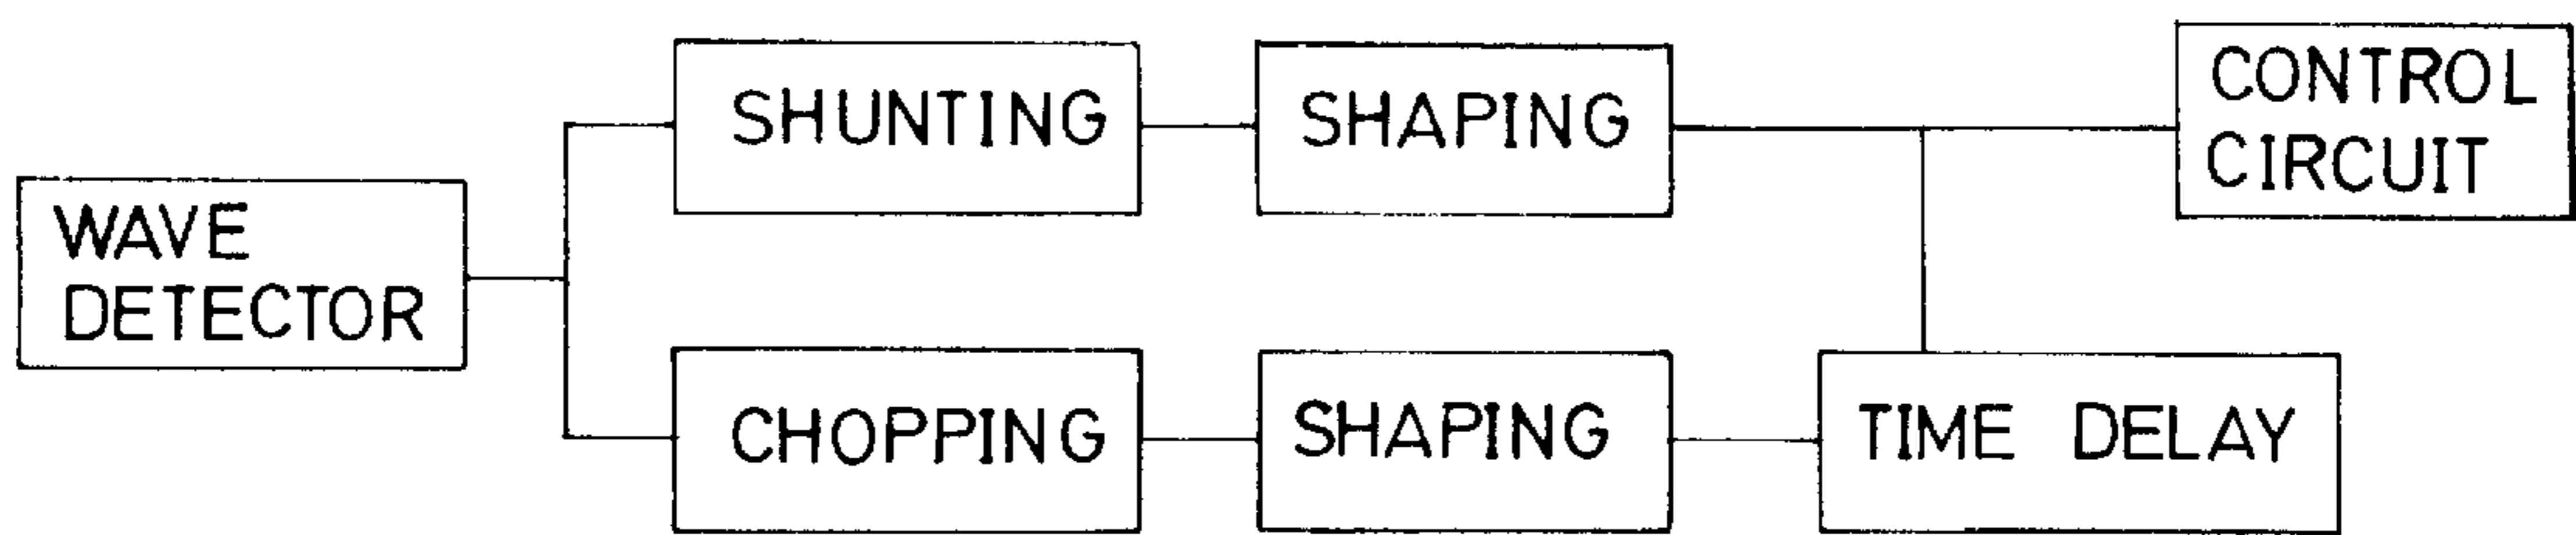 WAVE
DETECTOR
SHUNTING
SHAPING
CONTROL
CIRCUIT
CHOPPING
SHAPING
TIME DELAY